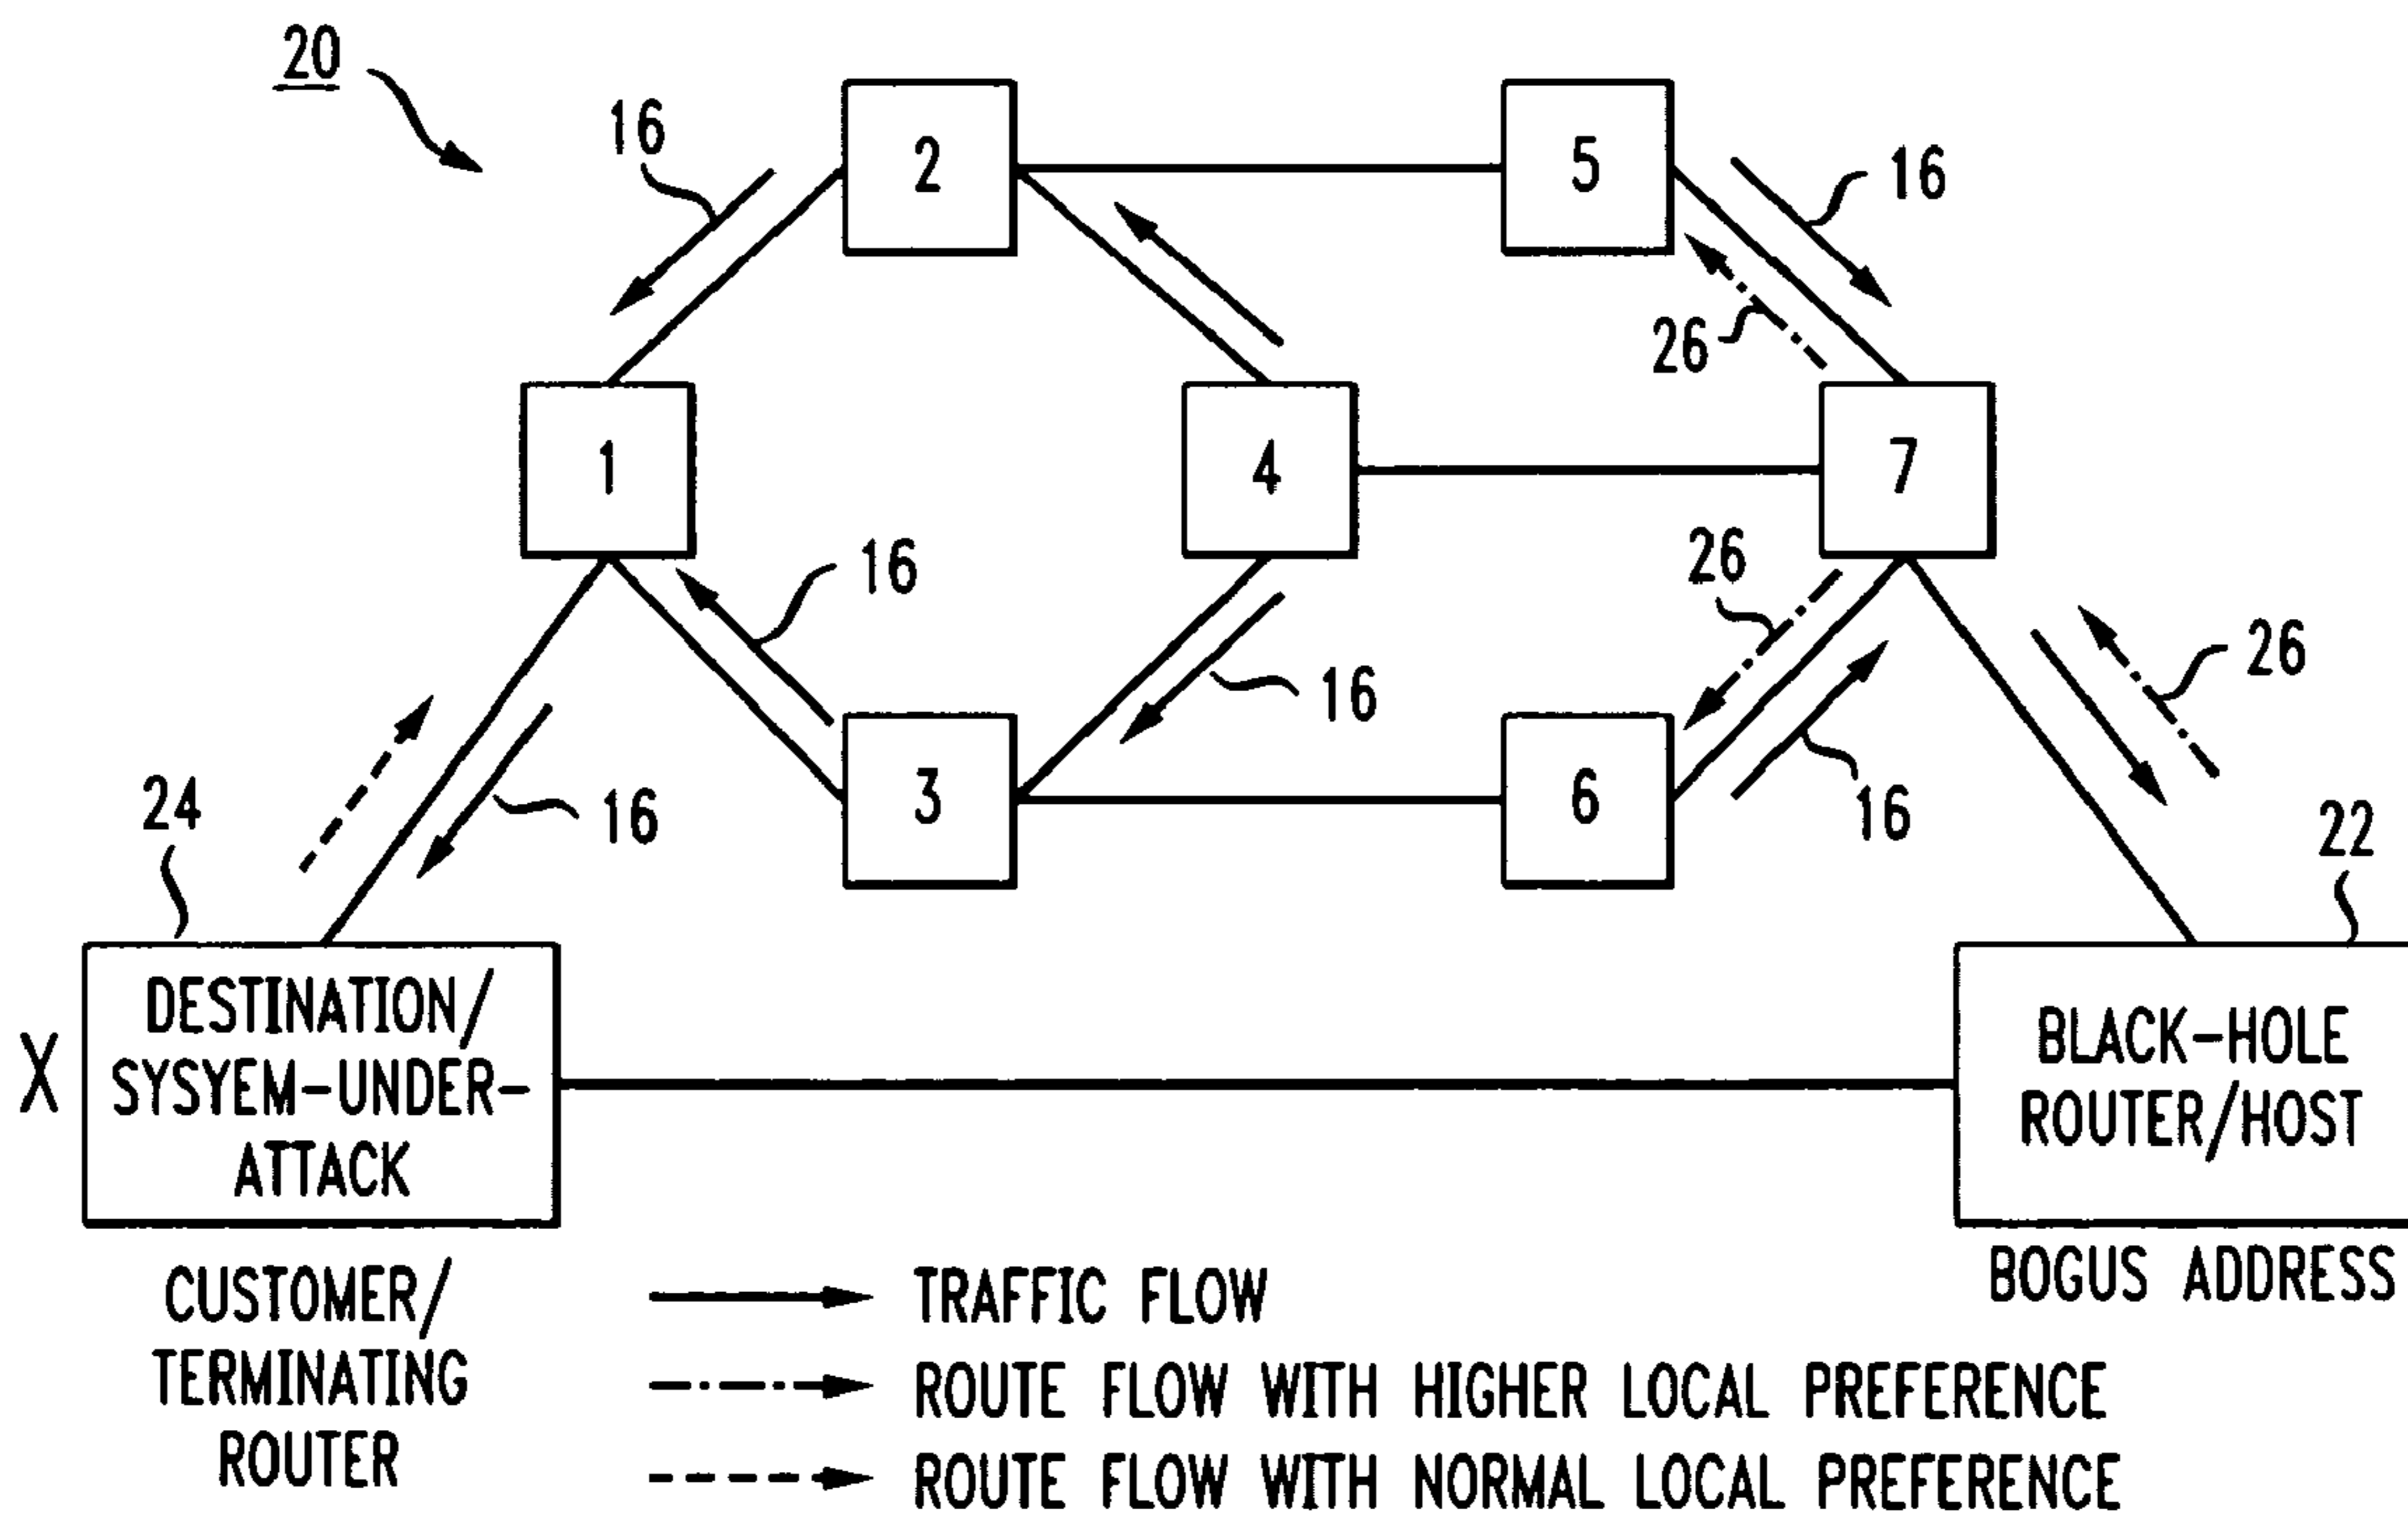 20
16
2
5
16
26
1
4
7
16
26
16
26
3
6
16
16
24
22
X
DESTINATION/
SYSYEM-UNDER-
ATTACK
BLACK-HOLE
ROUTER/HOST
CUSTOMER/
TERMINATING
ROUTER
BOGUS ADDRESS
TRAFFIC FLOW
ROUTE FLOW WITH HIGHER LOCAL PREFERENCE
ROUTE FLOW WITH NORMAL LOCAL PREFERENCE